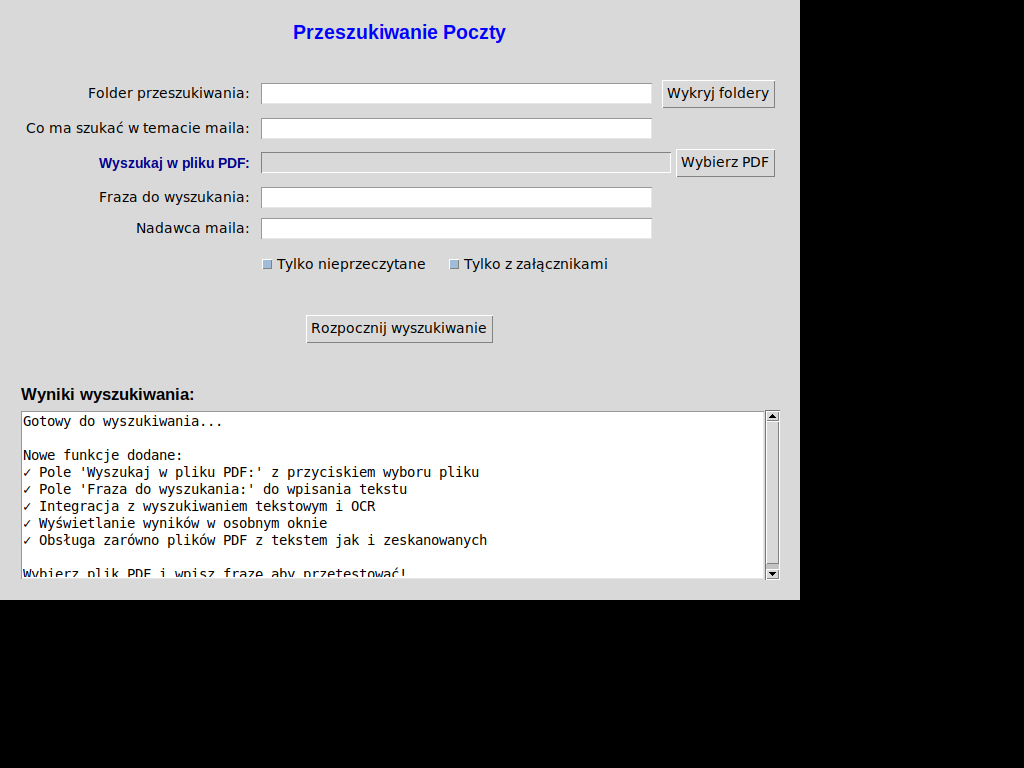 Przeszukiwanie Poczty
Folder przeszukiwania:
Wykryj foldery
Co ma szukać w temacie maila:
Wyszukaj w pliku PDF:
Wybierz PDF
Fraza do wyszukania:
Nadawca maila:
Tylko nieprzeczytane
Tylko z załącznikami
Rozpocznij wyszukiwanie
Wyniki wyszukiwania:
Gotowy do wyszukiwania...
Nowe funkcje dodane:
✓ Pole 'Wyszukaj w pliku PDF:' z przyciskiem wyboru pliku
✓ Pole 'Fraza do wyszukania:' do wpisania tekstu
✓ Integracja z wyszukiwaniem tekstowym i OCR
✓ Wyświetlanie wyników w osobnym oknie
✓ Obsługa zarówno plików PDF z tekstem jak i zeskanowanych
Wybierz plik PDF i wpisz frazę aby przetestować!